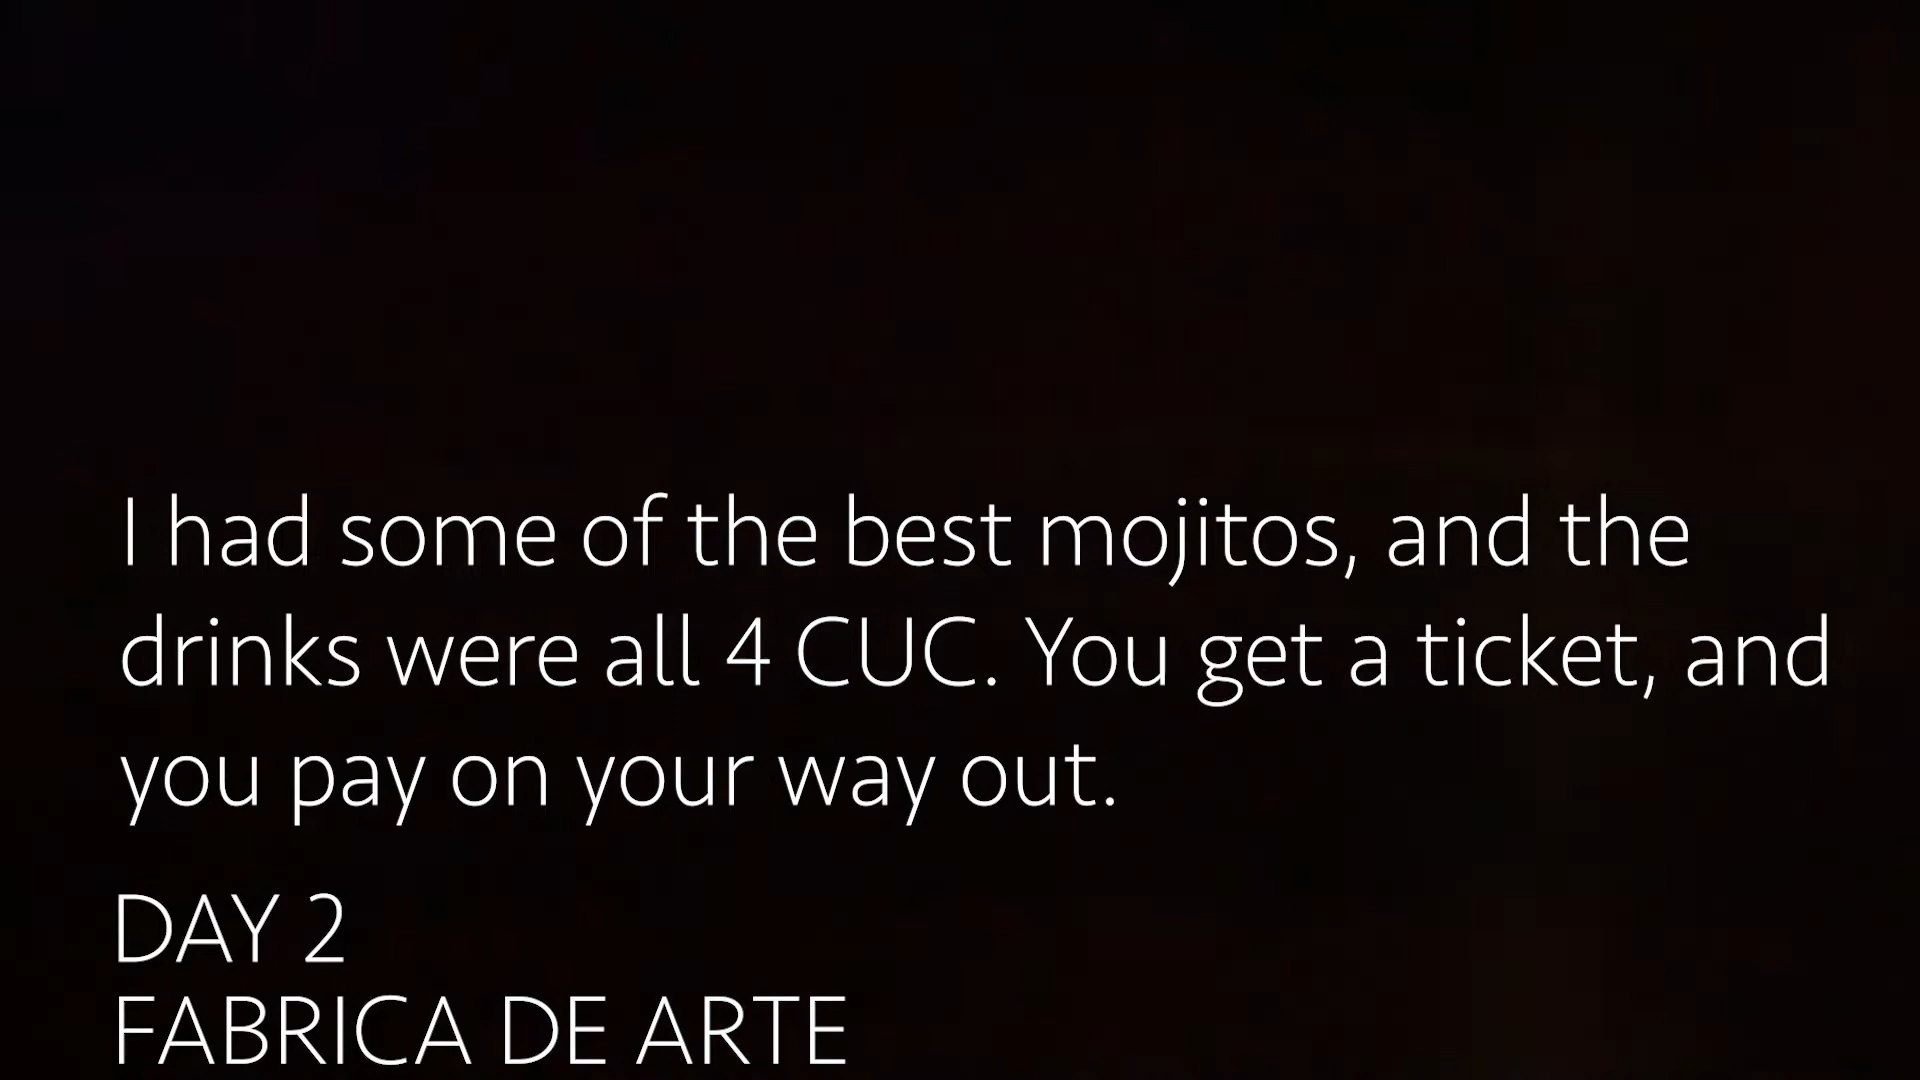 I had some of the best mojitos, and the
drinks were all 4 CUC. You get a ticket, and
you pay on your way out.
DAY 2
FABRICA DE ARTE